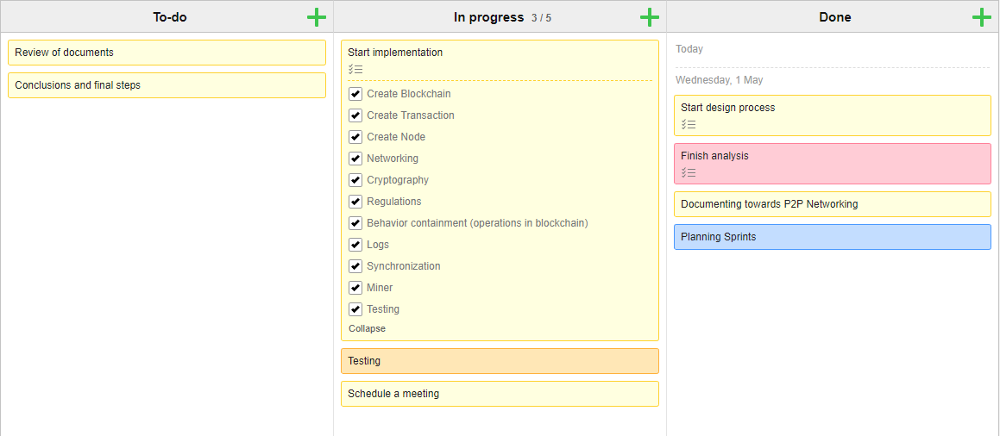 To-do
Review of documents
Conclusions and final steps
In progress 3 / 5
Start implementation
Create Blockchain
Create Transaction
Create Node
Networking
Cryptography
Regulations
Behavior containment (operations in blockchain)
Logs
Synchronization
Miner
Testing
Collapse
Testing
Schedule a meeting
Done
Today
Wednesday, 1 May
Start design process
Finish analysis
Documenting towards P2P Networking
Planning Sprints